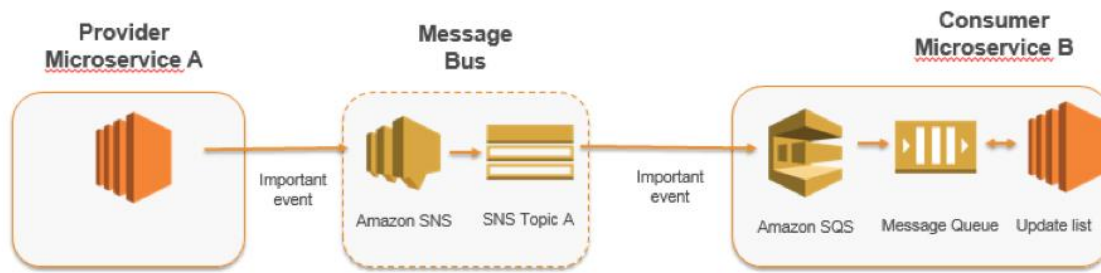 Provider
Microservice A
Message
Bus
Consumer
Microservice B
Important
event
Amazon SNS
SNS Topic A
Important
event
Amazon SQS
Message Queue
Update list